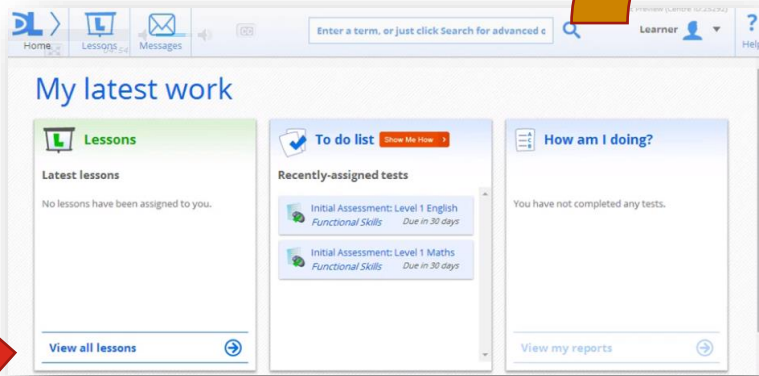 DL
Home
Lessons
Messages
Enter a term, or just click Search for advanced c
Learner
?
Help
My latest work
L
Lessons
Latest lessons
No lessons have been assigned to you.
View all lessons
To do list
Show Me How >
Recently-assigned tests
Initial Assessment: Level 1 English
Functional Skills Due in 30 days
Initial Assessment: Level 1 Maths
Functional Skills Due in 30 days
How am I doing?
You have not completed any tests.
View my reports